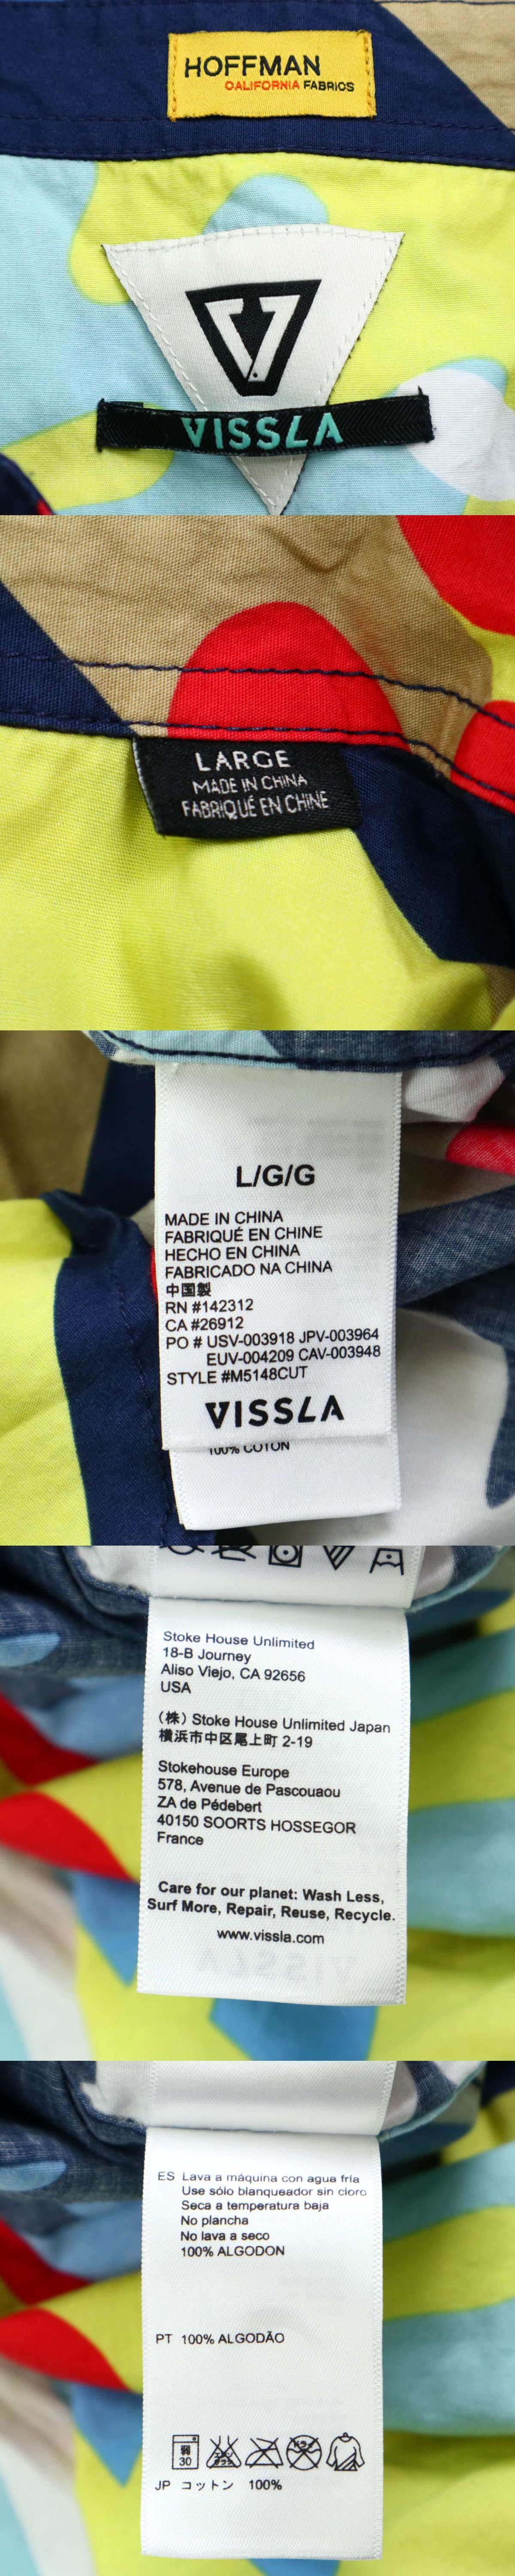 HOFFMAN
CALIFORNIA FABRICS
VISSLA
LARGE
MADE IN CHINA
FABRIQUÉ EN CHINE
L/G/G
MADE IN CHINA
FABRIQUÉ EN CHINE
HECHO EN CHINA
FABRICADO NA CHINA
中国製
RN #142312
CA #26912
PO # USV-003918 JPV-003964
EUV-004209 CAV-003948
STYLE #M5148CUT
VISSLA
100% COTON
Stoke House Unlimited
18-B Journey
Aliso Viejo, CA 92656
USA
(株) Stoke House Unlimited Japan
横浜市中区尾上町 2-19
Stokehouse Europe
578, Avenue de Pascouaou
ZA de Pédebert
40150 SOORTS HOSSEGOR
France
Care for our planet: Wash Less,
Surf More, Repair, Reuse, Recycle.
www.vissla.com
ES Lava a máquina con agua fría
Use sólo blanqueador sin cloro
Seca a temperatura baja
No plancha
No lava a seco
100% ALGODON
PT 100% ALGODÃO
弱
30
JP コットン 100%